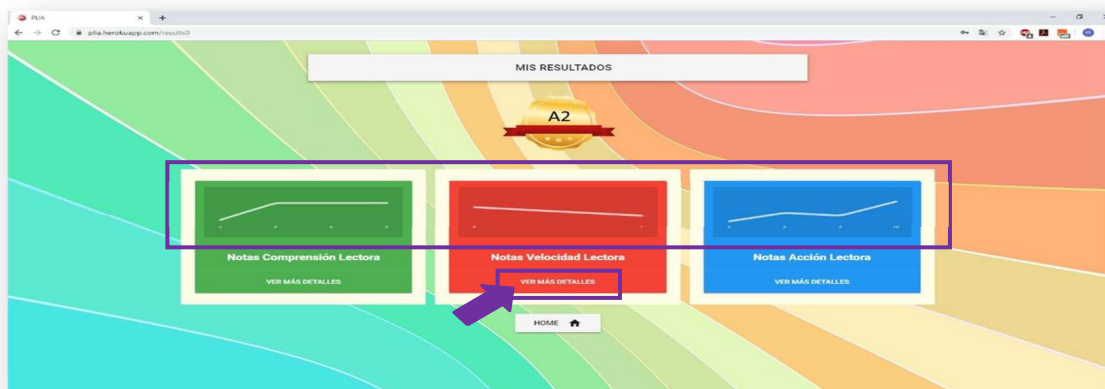 PLIA
plia.herokuapp.com/results0
MIS RESULTADOS
A2
Notas Comprensión Lectora
VER MÁS DETALLES
Notas Velocidad Lectora
VER MÁS DETALLES
Notas Acción Lectora
VER MÁS DETALLES
HOME